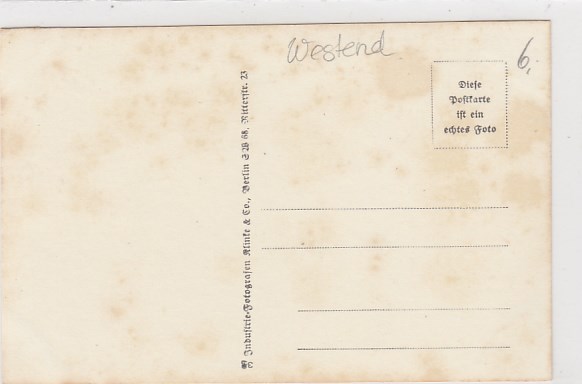 Westend
6,
Dieſe
Poſtkarte
iſt ein
echtes Foto
Induſtrie-Fotografen Klinke & Co., Berlin SW 68, Ritterſtr. 23